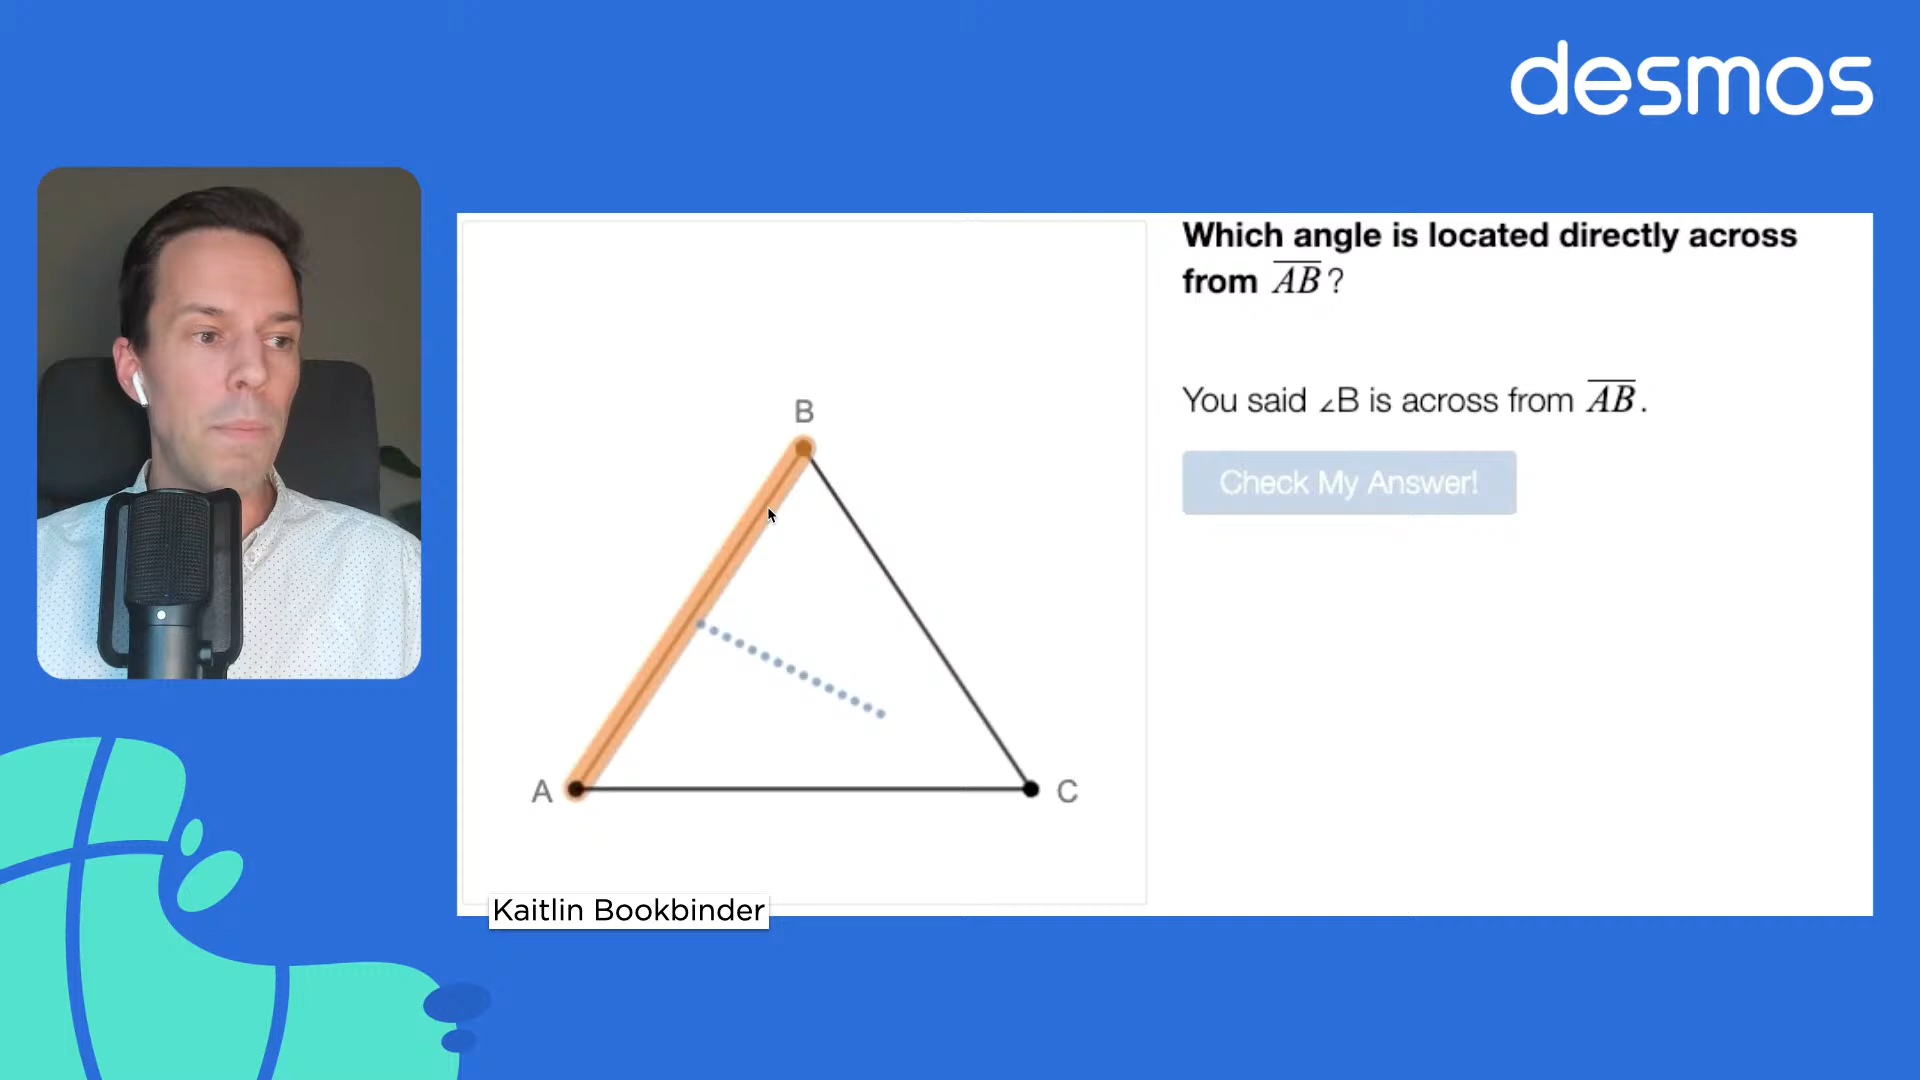 desmos
Which angle is located directly across
from AB?
You said ∠B is across from AB.
Check My Answer!
B
A
C
Kaitlin Bookbinder